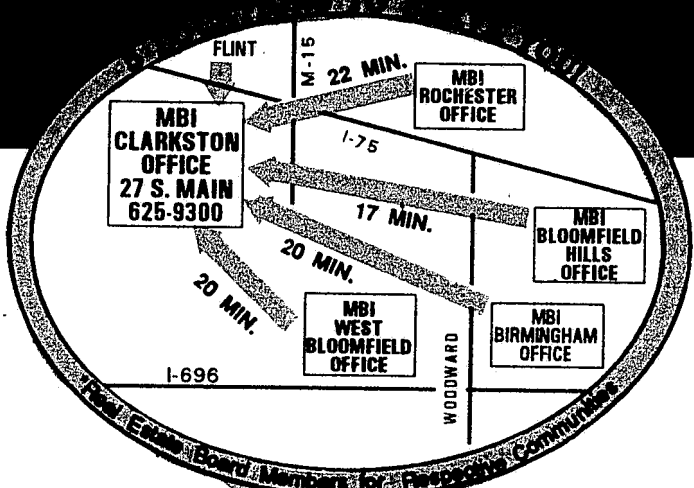 FLINT
M-15
22 MIN.
MBI
ROCHESTER
OFFICE
MBI
CLARKSTON
OFFICE
27 S. MAIN
625-9300
I-75
17 MIN.
MBI
BLOOMFIELD
HILLS
OFFICE
20 MIN.
20 MIN.
MBI
WEST
BLOOMFIELD
OFFICE
MBI
BIRMINGHAM
OFFICE
WOODWARD
I-696
Real Estate Board Members for Respective Communities